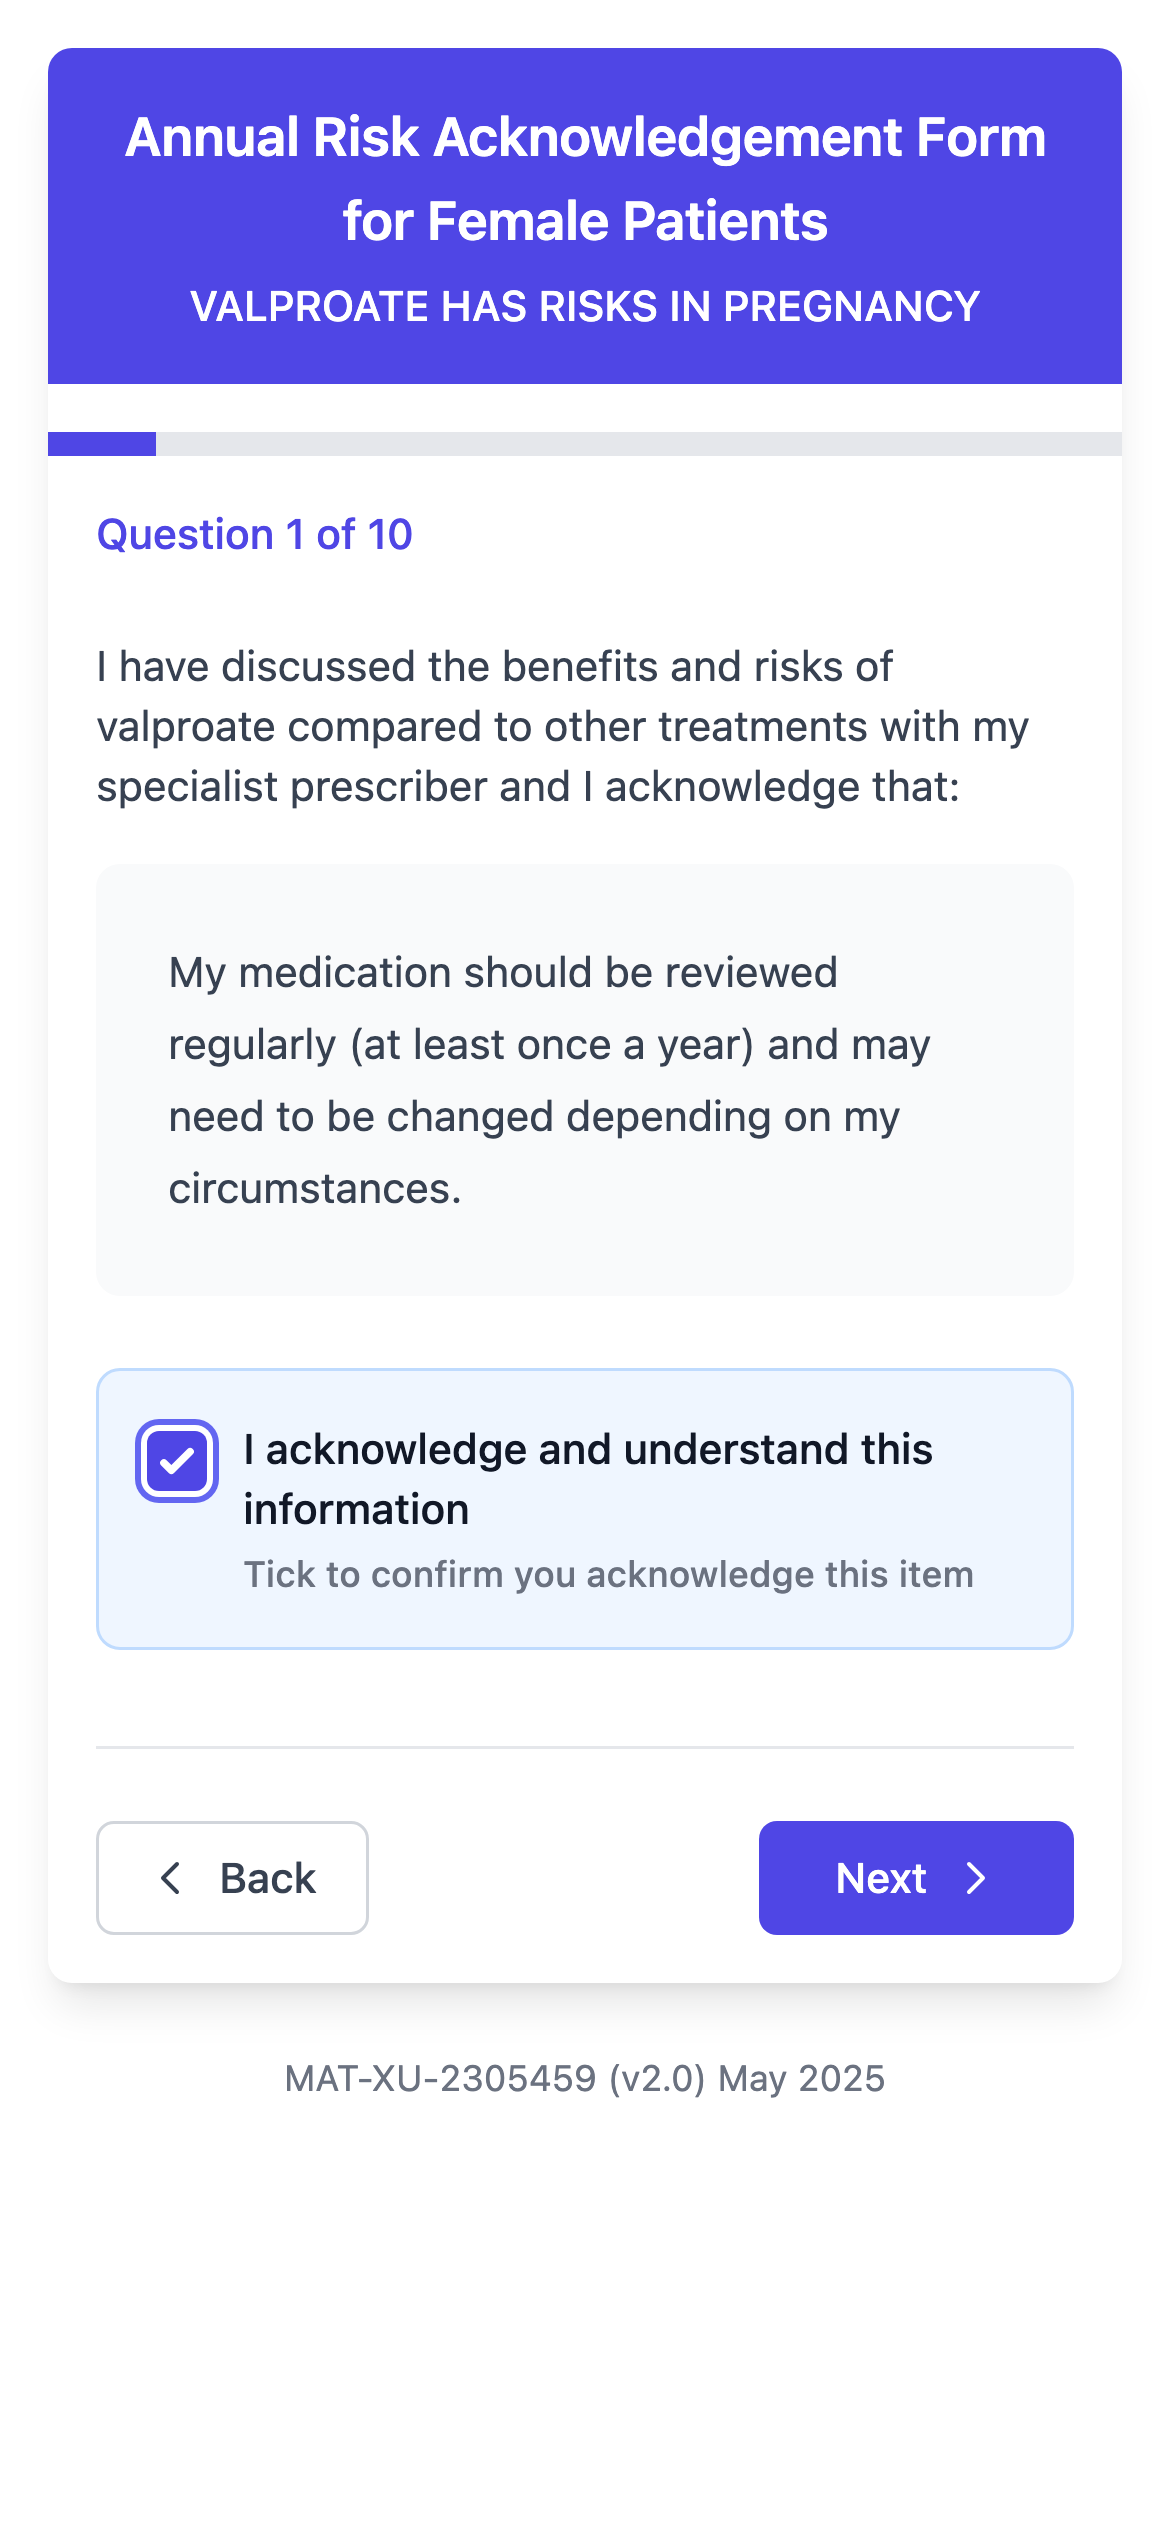 Annual Risk Acknowledgement Form
for Female Patients
VALPROATE HAS RISKS IN PREGNANCY
Question 1 of 10
I have discussed the benefits and risks of
valproate compared to other treatments with my
specialist prescriber and I acknowledge that:
My medication should be reviewed
regularly (at least once a year) and may
need to be changed depending on my
circumstances.
I acknowledge and understand this
information
Tick to confirm you acknowledge this item
Back
Next
MAT-XU-2305459 (v2.0) May 2025